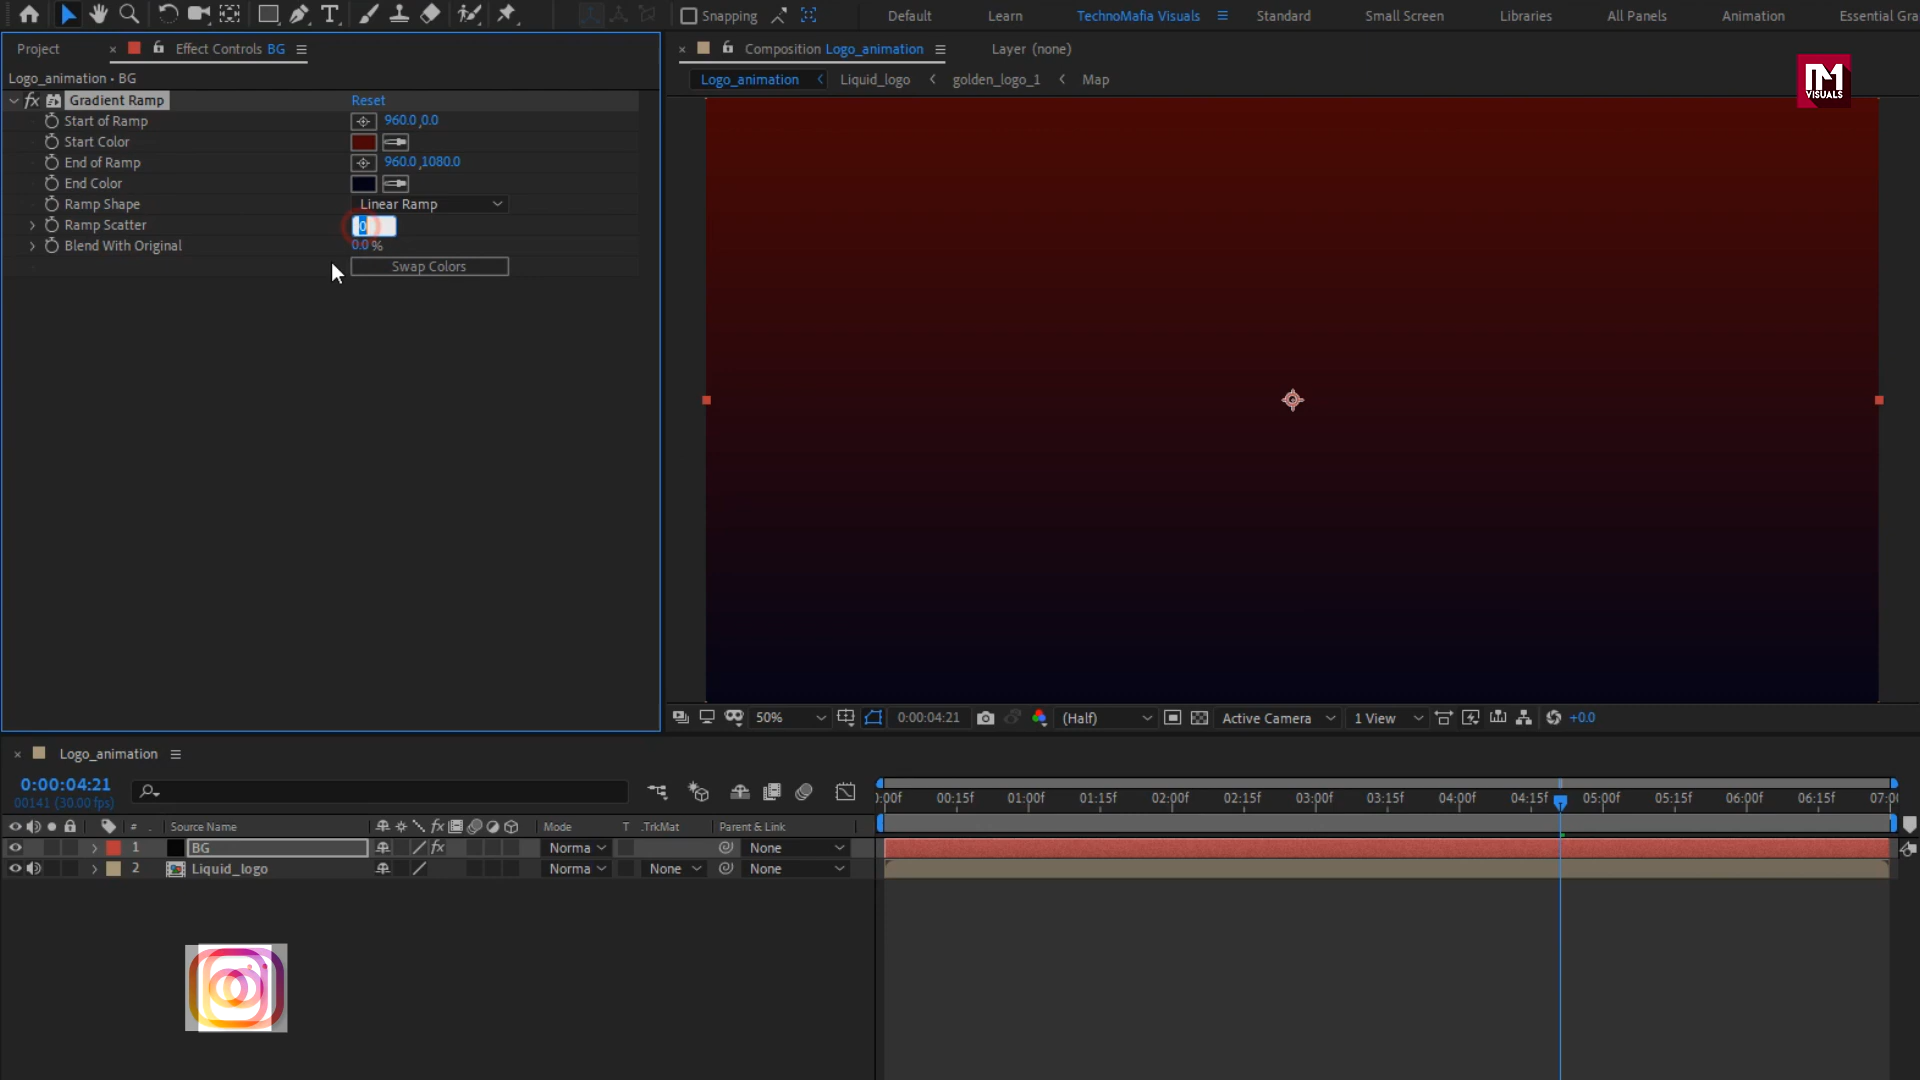 Snapping
Default
Learn
TechnoMafia Visuals
Standard
Small Screen
Libraries
All Panels
Animation
Essential Gra
Project
Effect Controls BG
Composition Logo_animation
Layer (none)
Logo_animation • BG
Logo_animation
Liquid_logo
golden_logo_1
Map
VISUALS
fx Gradient Ramp
Reset
Start of Ramp
960.0,0.0
Start Color
End of Ramp
960.0,1080.0
End Color
Ramp Shape
Linear Ramp
Ramp Scatter
0
Blend With Original
0.0 %
Swap Colors
50%
0:00:04:21
(Half)
Active Camera
1 View
+0.0
Logo_animation
0:00:04:21
00141 (30.00 fps)
):00f 00:15f 01:00f 01:15f 02:00f 02:15f 03:00f 03:15f 04:00f 04:15f 05:00f 05:15f 06:00f 06:15f 07:00
# . Source Name
fx
Mode
T .TrkMat
Parent & Link
1 BG
fx
Norma
None
2 Liquid_logo
Norma
None
None